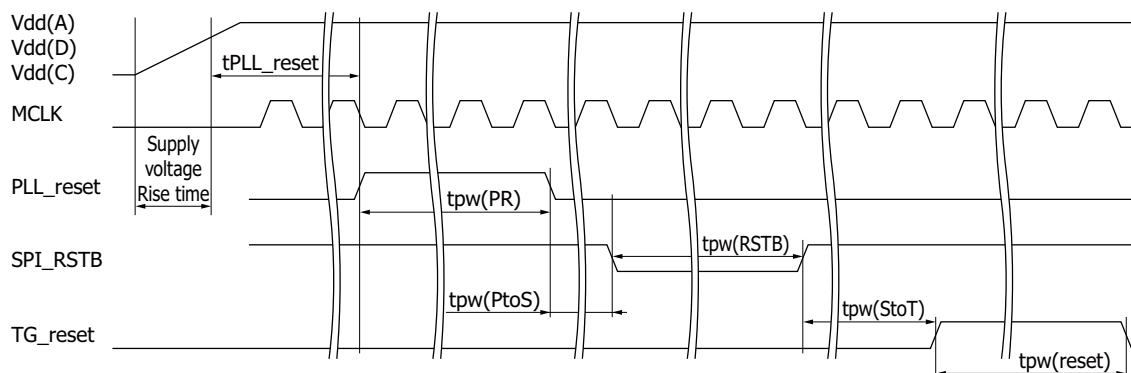 Vdd(A)
Vdd(D)
Vdd(C)
tPLL_reset
MCLK
Supply
voltage
Rise time
PLL_reset
tpw(PR)
SPI_RSTB
tpw(RSTB)
tpw(PtoS)
tpw(StoT)
TG_reset
tpw(reset)